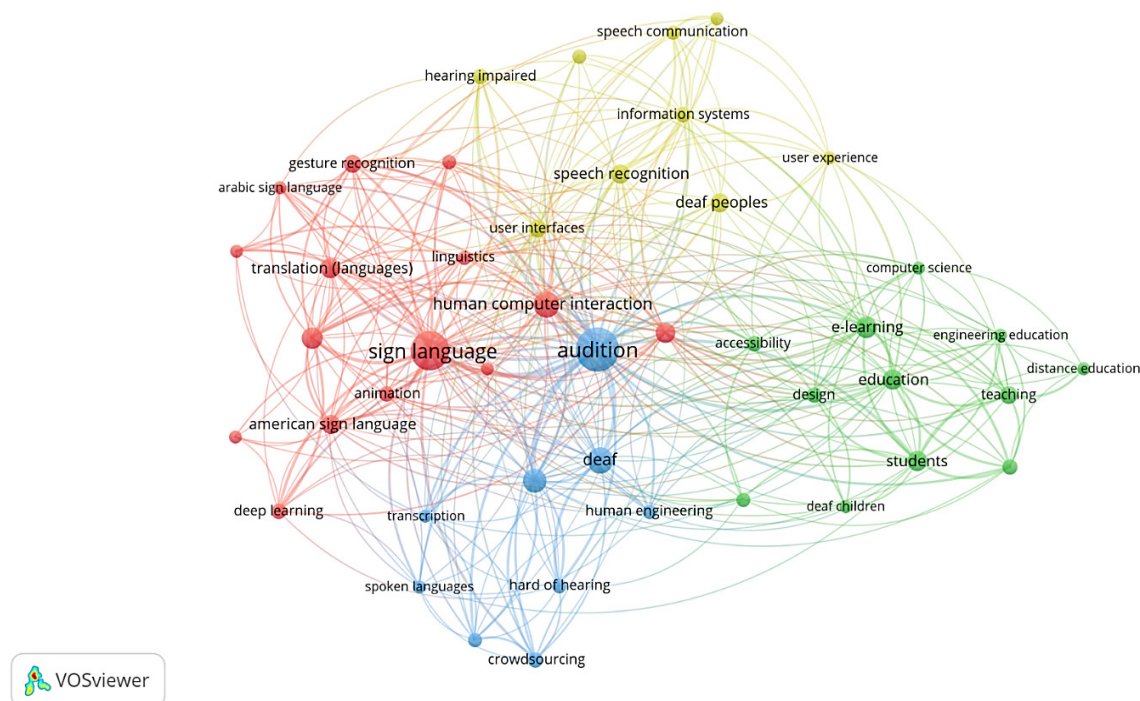 speech communication
hearing impaired
information systems
user experience
gesture recognition
speech recognition
arabic sign language
deaf peoples
user interfaces
linguistics
translation (languages)
computer science
human computer interaction
e-learning
engineering education
accessibility
sign language
audition
distance education
education
animation
design
teaching
american sign language
deaf
students
deep learning
transcription
human engineering
deaf children
spoken languages
hard of hearing
crowdsourcing
VOSviewer